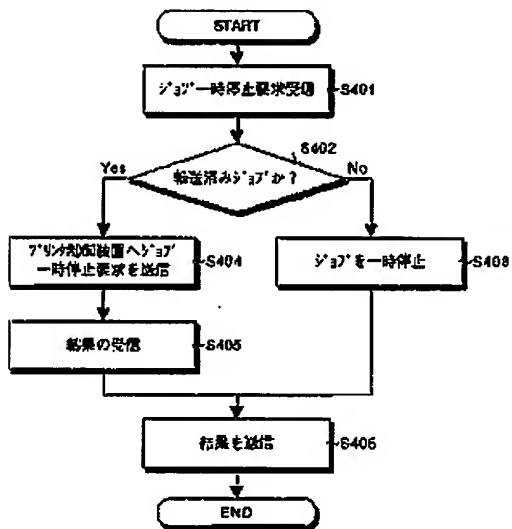 START
ジョブ一時停止要求受信
S401
S402
転送済みジョブか?
Yes
No
プリンタ制御装置へジョブ
一時停止要求を送信
S404
ジョブを一時停止
S403
結果の受信
S405
結果を送信
S406
END